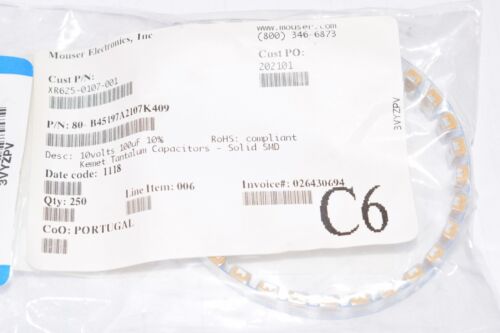 Mouser Electronics, Inc
www.mouser.com
(800) 346-6873
Cust P/N:
XR625-0107-001
Cust PO:
202101
P/N: 80- B45197A2107K409
Desc: 10volts 100uf 10% RoHS: compliant
Kemet Tantalum Capacitors - Solid SMD
Date code: 1118
Qty: 250
Line Item: 006
Invoice#: 026430694
CoO: PORTUGAL
C6
3VYZPV
3VYZPV